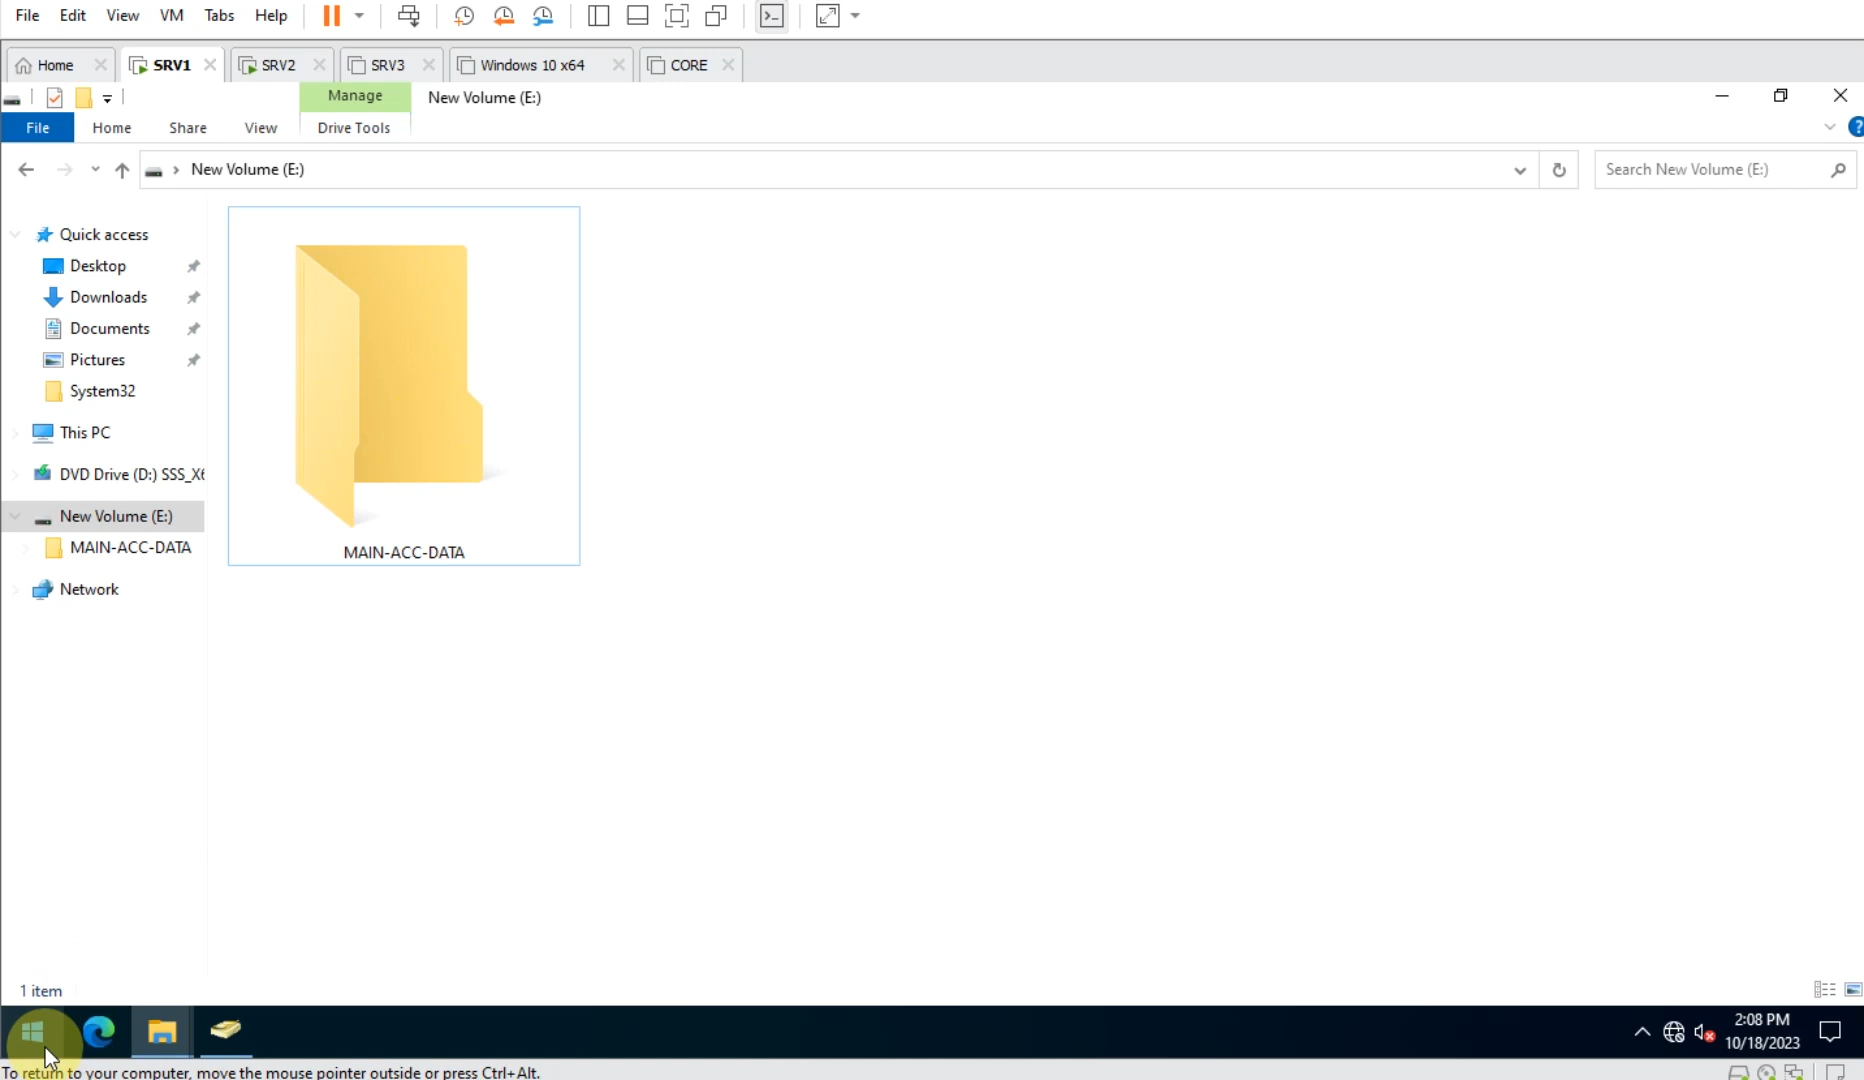 File Edit View VM Tabs Help
Home SRV1 SRV2 SRV3 Windows 10 x64 CORE
Manage New Volume (E:)
File Home Share View Drive Tools
New Volume (E:) Search New Volume (E:)
Quick access
Desktop
Downloads
Documents
Pictures
System32
This PC
DVD Drive (D:) SSS_X6
New Volume (E:)
MAIN-ACC-DATA
Network
MAIN-ACC-DATA
1 item
2:08 PM
10/18/2023
To return to your computer, move the mouse pointer outside or press Ctrl+Alt.